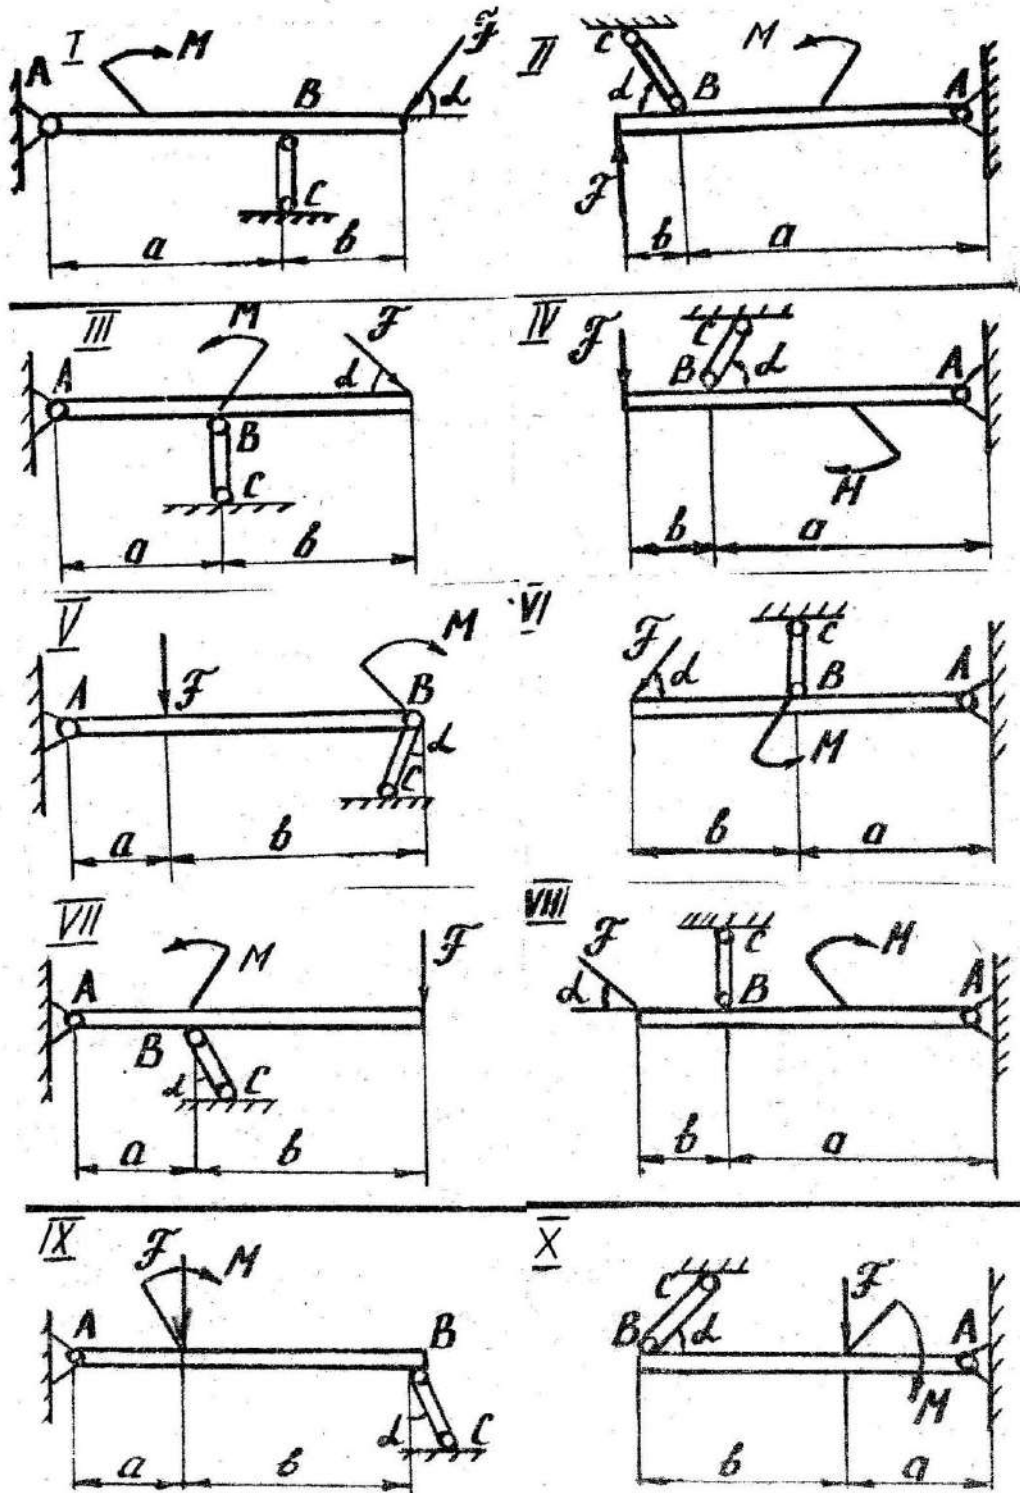 I A M B F α C a b
II C α B M A F b a
III A M F α B C a b
IV F C B α A M b a
V A F M B α C a b
VI F α C B A M b a
VII A M F B α C a b
VIII F α C B M A b a
IX A F M B α C a b
X C B α F A M b a